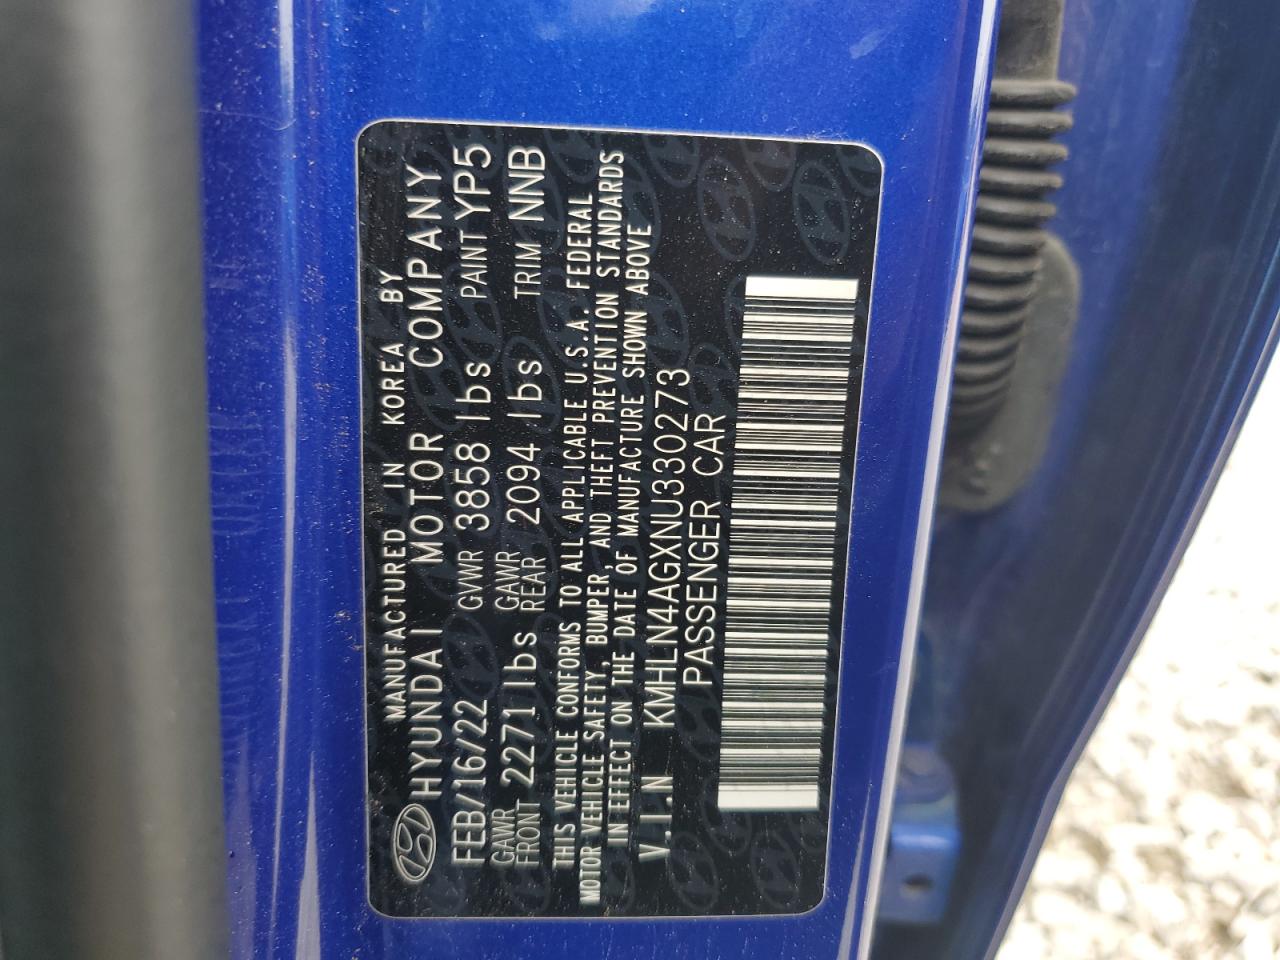 MANUFACTURED IN KOREA BY
HYUNDAI MOTOR COMPANY
FEB/16/22 GVWR 3858 lbs PAINT YP5
GAWR FRONT 2271 lbs GAWR REAR 2094 lbs TRIM NNB
THIS VEHICLE CONFORMS TO ALL APPLICABLE U.S.A. FEDERAL
MOTOR VEHICLE SAFETY, BUMPER, AND THEFT PREVENTION STANDARDS
IN EFFECT ON THE DATE OF MANUFACTURE SHOWN ABOVE
V.I.N KMHLN4AGXNU330273
PASSENGER CAR